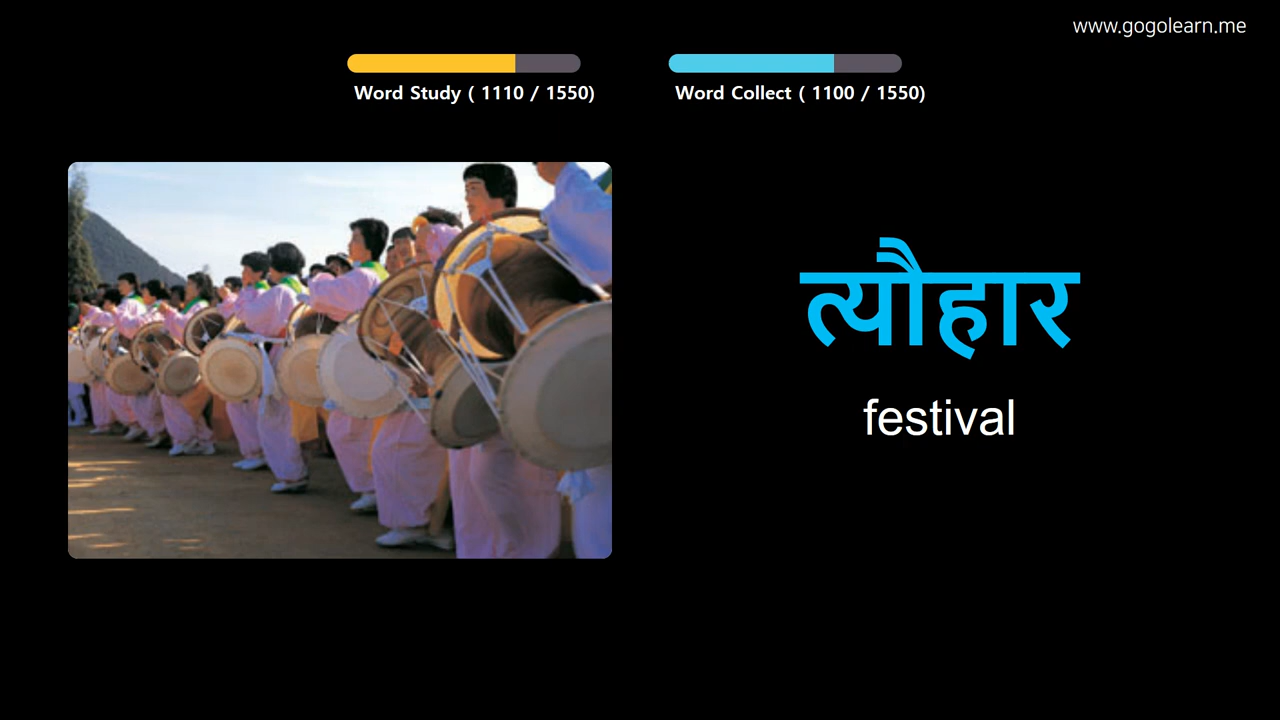 www.gogolearn.me
Word Study ( 1110 / 1550)
Word Collect ( 1100 / 1550)
त्यौहार
festival